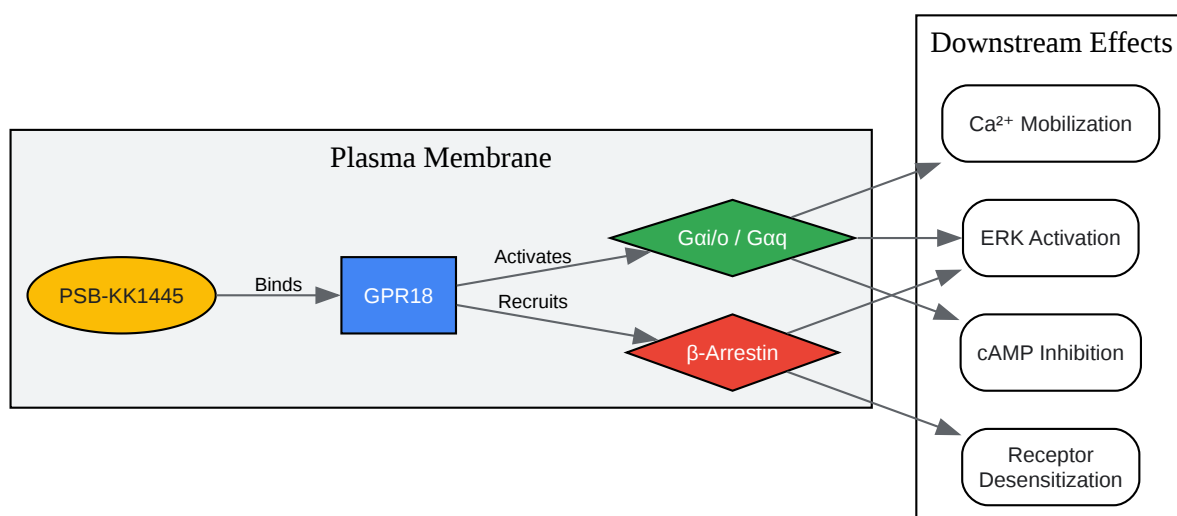 Downstream Effects
Plasma Membrane
Ca²⁺ Mobilization
PSB-KK1445
Binds
GPR18
Activates
Recruits
Gαi/o / Gαq
β-Arrestin
ERK Activation
cAMP Inhibition
Receptor
Desensitization